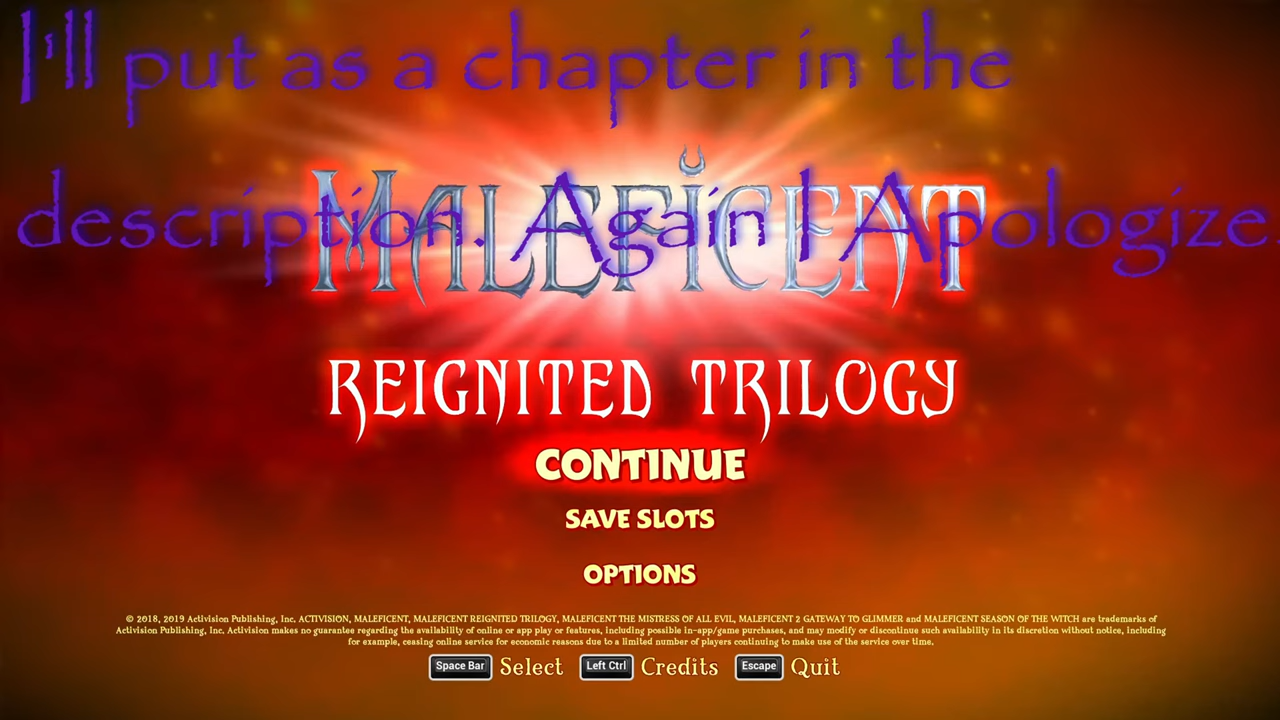 I'll put as a chapter in the
description. Again I Apologize.
MALEFICENT
REIGNITED TRILOGY
CONTINUE
SAVE SLOTS
OPTIONS
© 2018, 2019 Activision Publishing, Inc. ACTIVISION, MALEFICENT, MALEFICENT REIGNITED TRILOGY, MALEFICENT THE MISTRESS OF ALL EVIL, MALEFICENT 2 GATEWAY TO GLIMMER and MALEFICENT SEASON OF THE WITCH are trademarks of
Activision Publishing, Inc. Activision makes no guarantee regarding the availability of online or app play or features, including possible in-app/game purchases, and may modify or discontinue such availability in its discretion without notice, including
for example, ceasing online service for economic reasons due to a limited number of players continuing to make use of the service over time.
Space Bar Select Left Ctrl Credits Escape Quit